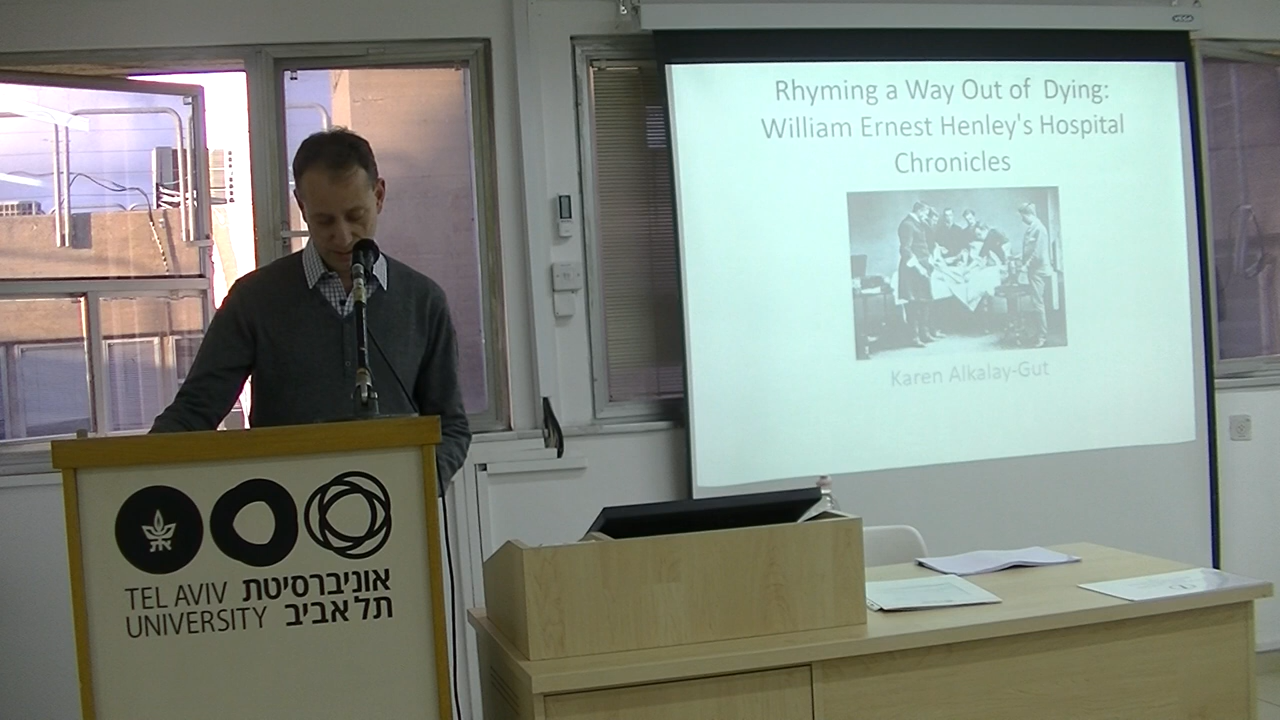 Rhyming a Way Out of Dying:
William Ernest Henley's Hospital
Chronicles
Karen Alkalay-Gut
TEL AVIV אוניברסיטת
UNIVERSITY תל אביב